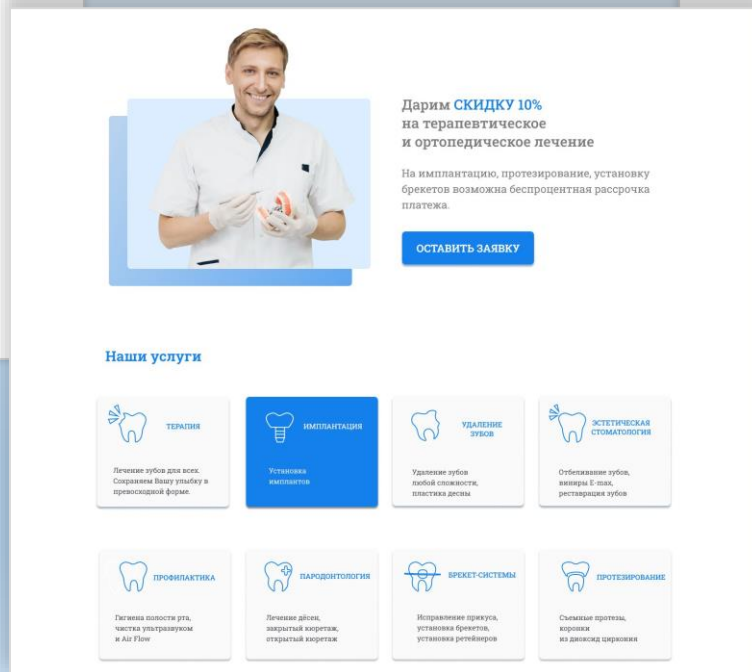 Дарим СКИДКУ 10%
на терапевтическое
и ортопедическое лечение
На имплантацию, протезирование, установку
брекетов возможна беспроцентная рассрочка
платежа.
ОСТАВИТЬ ЗАЯВКУ
Наши услуги
ТЕРАПИЯ
Лечение зубов для всех.
Сохраняем Вашу улыбку в
превосходной форме.
ИМПЛАНТАЦИЯ
Установка
имплантов
УДАЛЕНИЕ
ЗУБОВ
Удаление зубов
любой сложности,
пластика десны
ЭСТЕТИЧЕСКАЯ
СТОМАТОЛОГИЯ
Отбеливание зубов,
виниры E-max,
реставрация зубов
ПРОФИЛАКТИКА
Гигиена полости рта,
чистка ультразвуком
и Air Flow
ПАРОДОНТОЛОГИЯ
Лечение дёсен,
закрытый кюретаж,
открытый кюретаж
БРЕКЕТ-СИСТЕМЫ
Исправление прикуса,
установка брекетов,
установка ретейнеров
ПРОТЕЗИРОВАНИЕ
Съемные протезы,
коронки
из диоксид циркония